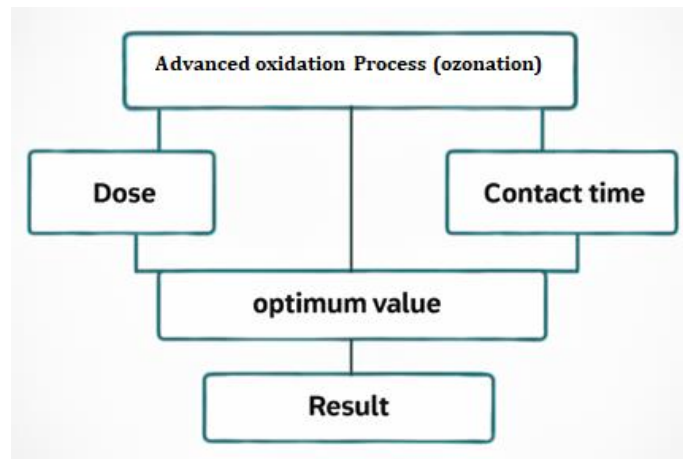 Advanced oxidation Process (ozonation)
Dose
Contact time
optimum value
Result